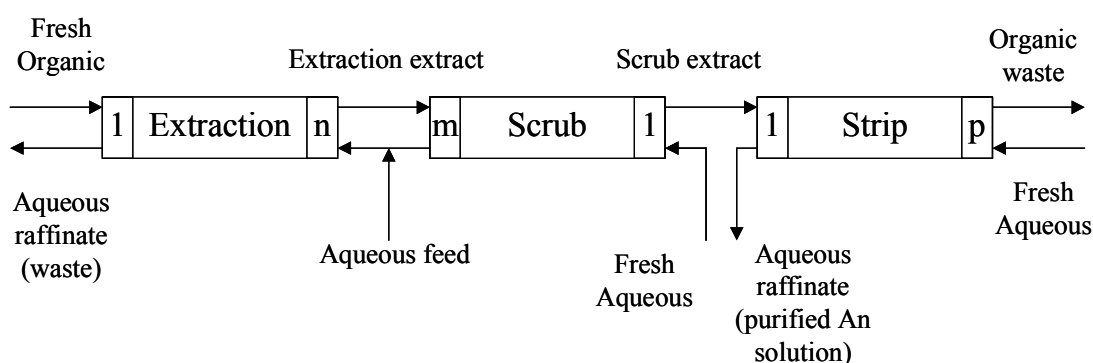 Fresh
Organic
Extraction extract
Scrub extract
Organic
waste
1
Extraction
n
m
Scrub
1
1
Strip
p
Aqueous
raffinate
(waste)
Aqueous feed
Fresh
Aqueous
Aqueous
raffinate
(purified An
solution)
Fresh
Aqueous